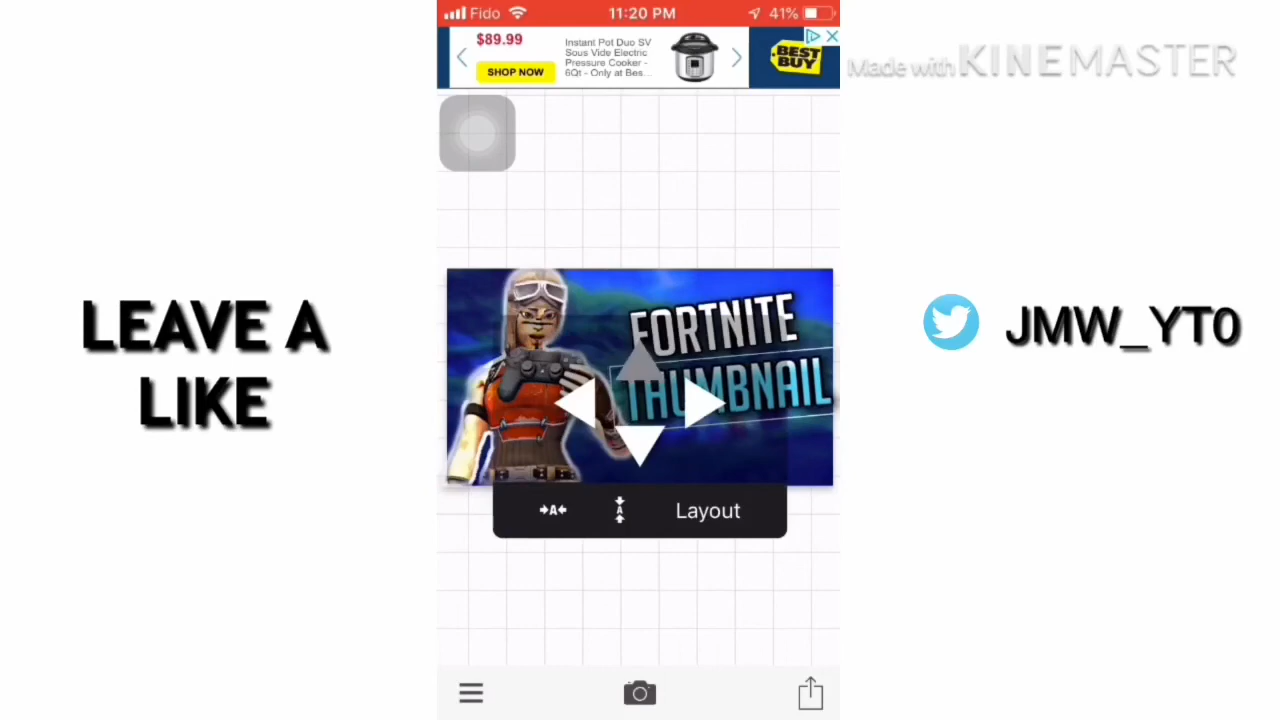 Fido 11:20 PM 41%
$89.99
SHOP NOW
Instant Pot Duo SV
Sous Vide Electric
Pressure Cooker -
6Qt - Only at Bes...
BEST
BUY
Made with KINEMASTER
LEAVE A
LIKE
FORTNITE
THUMBNAIL
JMW_YT0
A
A
Layout